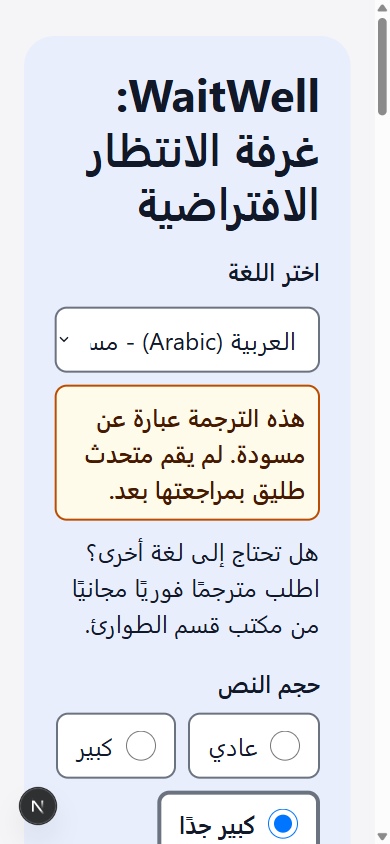 WaitWell:
غرفة الانتظار
الافتراضية
اختر اللغة
العربية (Arabic) - مس
هذه الترجمة عبارة عن
مسودة. لم يقم متحدث
طليق بمراجعتها بعد.
هل تحتاج إلى لغة أخرى؟
اطلب مترجمًا فوريًا مجانيًا
من مكتب قسم الطوارئ.
حجم النص
عادي
كبير
كبير جدًا
N